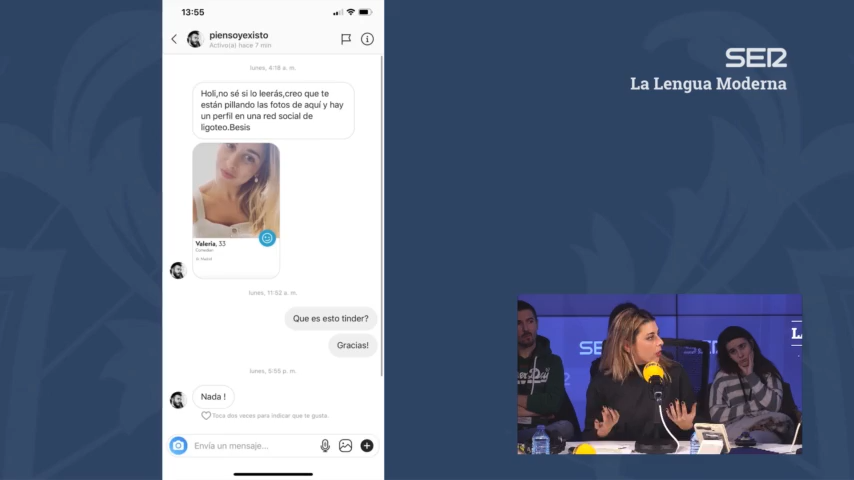 13:55
piensoyexisto
Activo(a) hace 7 min
lunes, 4:18 a. m.
Holi,no sé si lo leerás,creo que te
están pillando las fotos de aquí y hay
un perfil en una red social de
ligoteo.Besis
Valeria, 33
lunes, 11:52 a. m.
Que es esto tinder?
Gracias!
lunes, 5:55 p. m.
Nada !
Toca dos veces para indicar que te gusta.
Envía un mensaje...
SER
La Lengua Moderna
SE